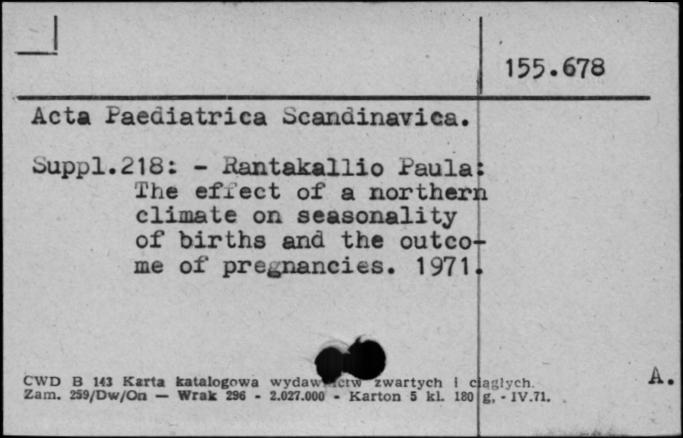 155.678
Acta Paediatrica Scandinavica.
Suppl.218: - Rantakallio Paula:
The effect of a northern
climate on seasonality
of births and the outco-
me of pregnancies. 1971.
CWD B 143 Karta katalogowa zwartych i ciągłych.
A.
Zam. 259/Dw/On — Wrak 296 - 2.027.000 - Karton 5 kl. 180 g. - IV.71.